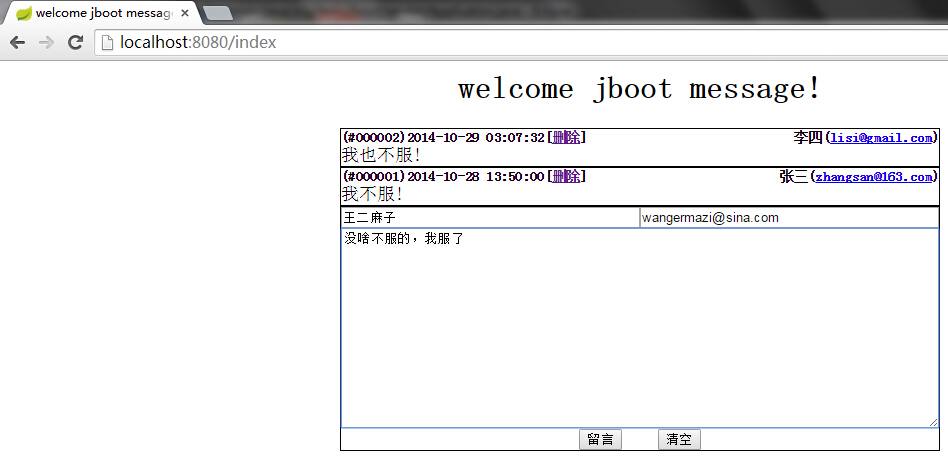 welcome jboot message
localhost:8080/index
welcome jboot message!
(#000002)2014-10-29 03:07:32[删除] 李四(lisi@gmail.com)
我也不服!
(#000001)2014-10-28 13:50:00[删除] 张三(zhangsan@163.com)
我不服!
王二麻子 wangermazi@sina.com
没啥不服的，我服了
留言 清空